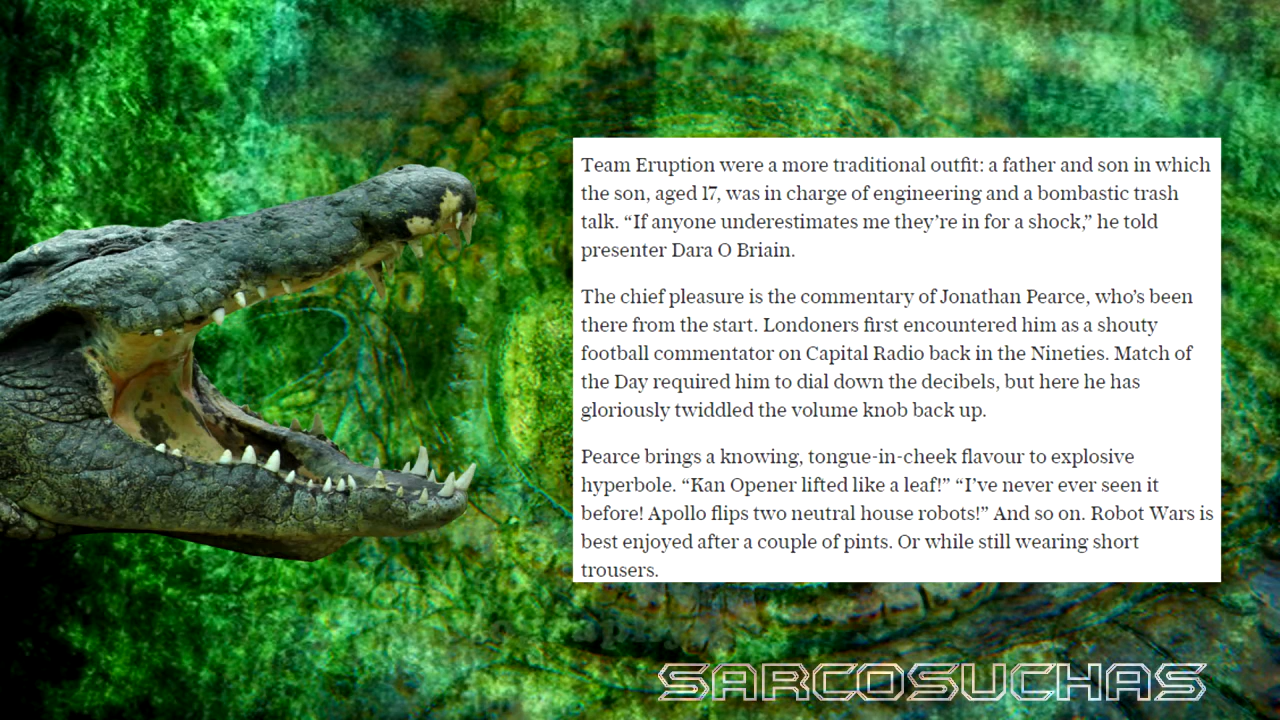 Team Eruption were a more traditional outfit: a father and son in which
the son, aged 17, was in charge of engineering and a bombastic trash
talk. “If anyone underestimates me they’re in for a shock,” he told
presenter Dara O Briain.
The chief pleasure is the commentary of Jonathan Pearce, who’s been
there from the start. Londoners first encountered him as a shouty
football commentator on Capital Radio back in the Nineties. Match of
the Day required him to dial down the decibels, but here he has
gloriously twiddled the volume knob back up.
Pearce brings a knowing, tongue-in-cheek flavour to explosive
hyperbole. “Kan Opener lifted like a leaf!” “I’ve never ever seen it
before! Apollo flips two neutral house robots!” And so on. Robot Wars is
best enjoyed after a couple of pints. Or while still wearing short
trousers.
SARCOSUCHAS